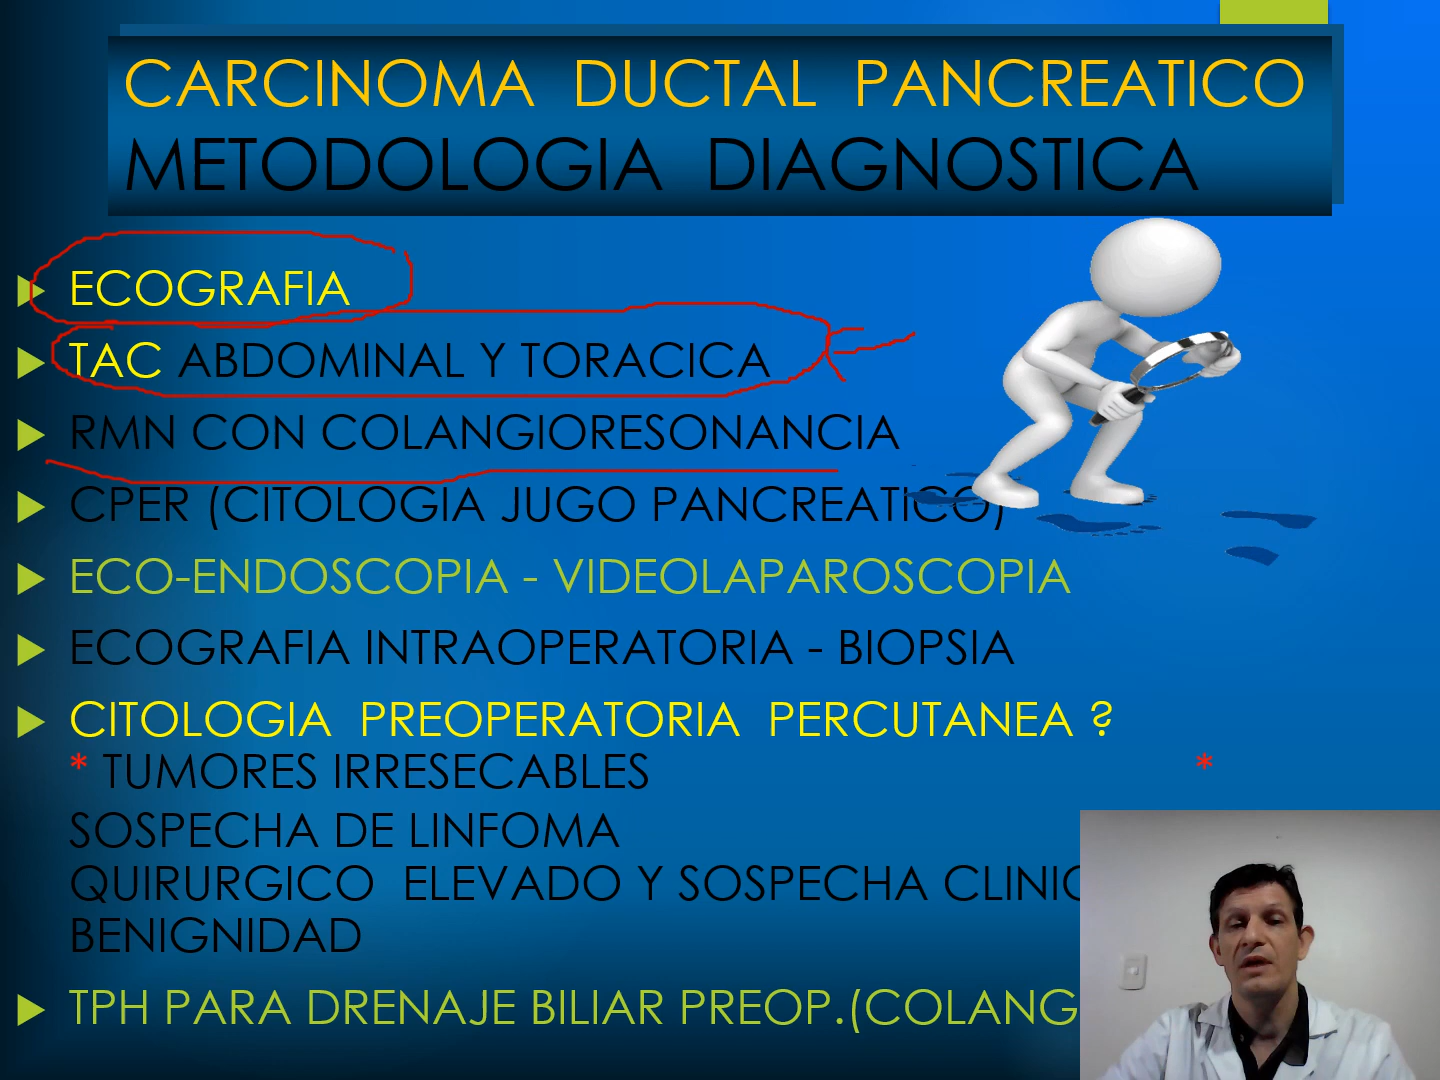 CARCINOMA DUCTAL PANCREATICO
METODOLOGIA DIAGNOSTICA
ECOGRAFIA
TAC ABDOMINAL Y TORACICA
RMN CON COLANGIORESONANCIA
CPER (CITOLOGIA JUGO PANCREATICO)
ECO-ENDOSCOPIA - VIDEOLAPAROSCOPIA
ECOGRAFIA INTRAOPERATORIA - BIOPSIA
CITOLOGIA PREOPERATORIA PERCUTANEA ?
* TUMORES IRRESECABLES *
SOSPECHA DE LINFOMA
QUIRURGICO ELEVADO Y SOSPECHA
BENIGNIDAD
TPH PARA DRENAJE BILIAR PREOP.